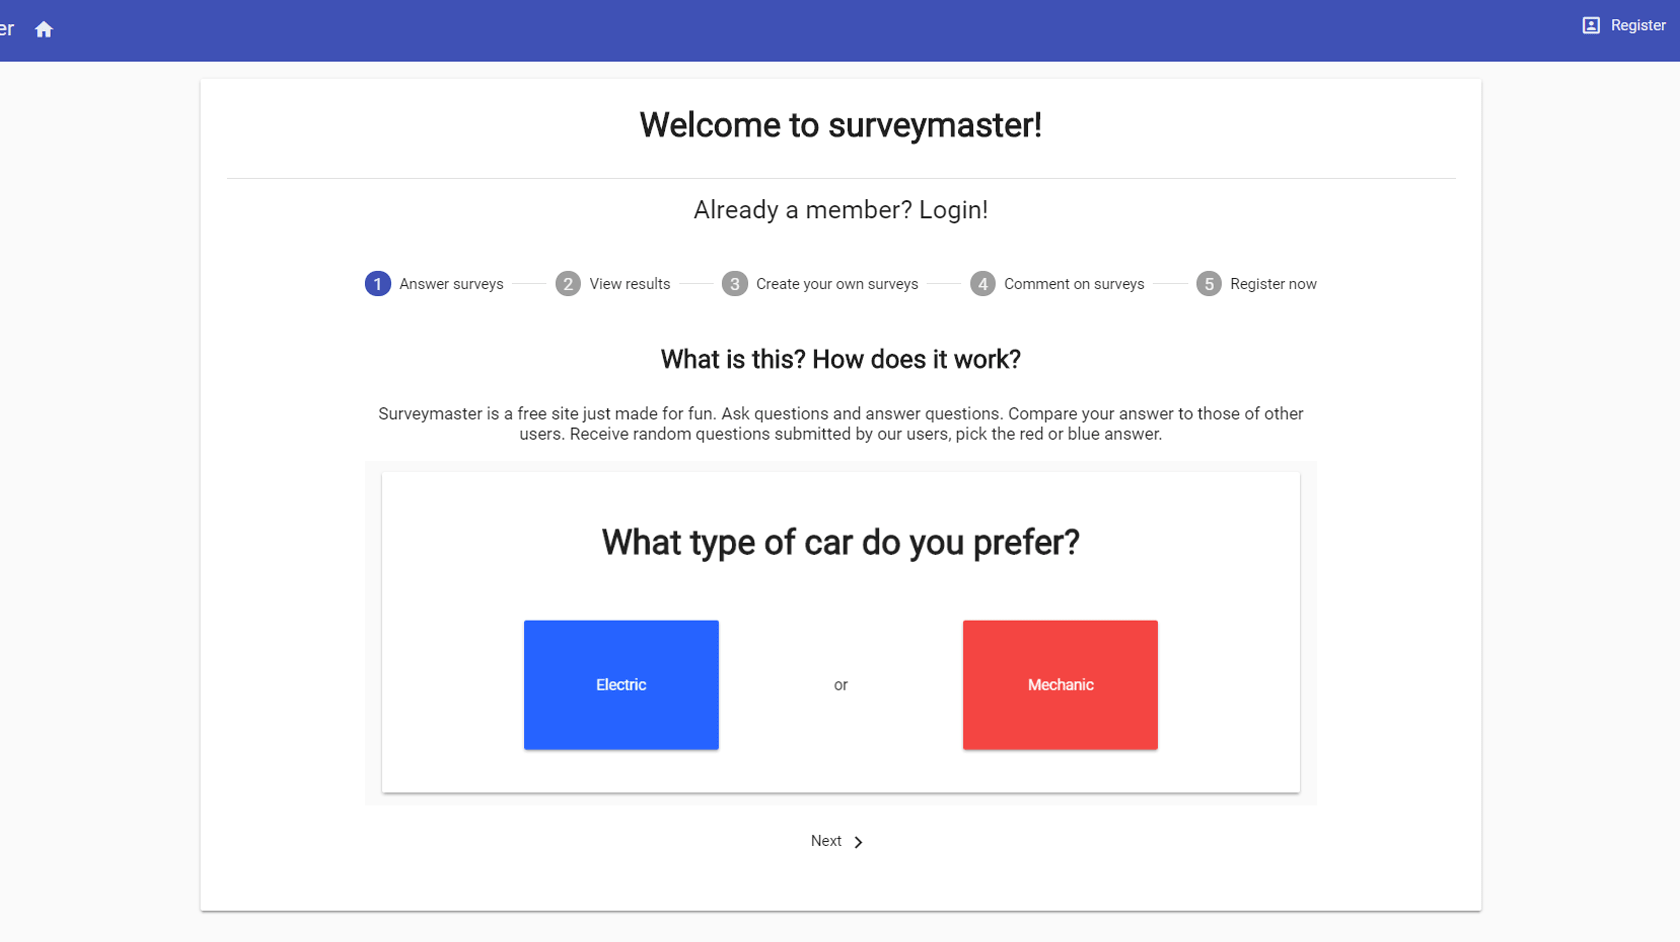 er
Register
Welcome to surveymaster!
Already a member? Login!
1 Answer surveys
2 View results
3 Create your own surveys
4 Comment on surveys
5 Register now
What is this? How does it work?
Surveymaster is a free site just made for fun. Ask questions and answer questions. Compare your answer to those of other
users. Receive random questions submitted by our users, pick the red or blue answer.
What type of car do you prefer?
Electric
or
Mechanic
Next